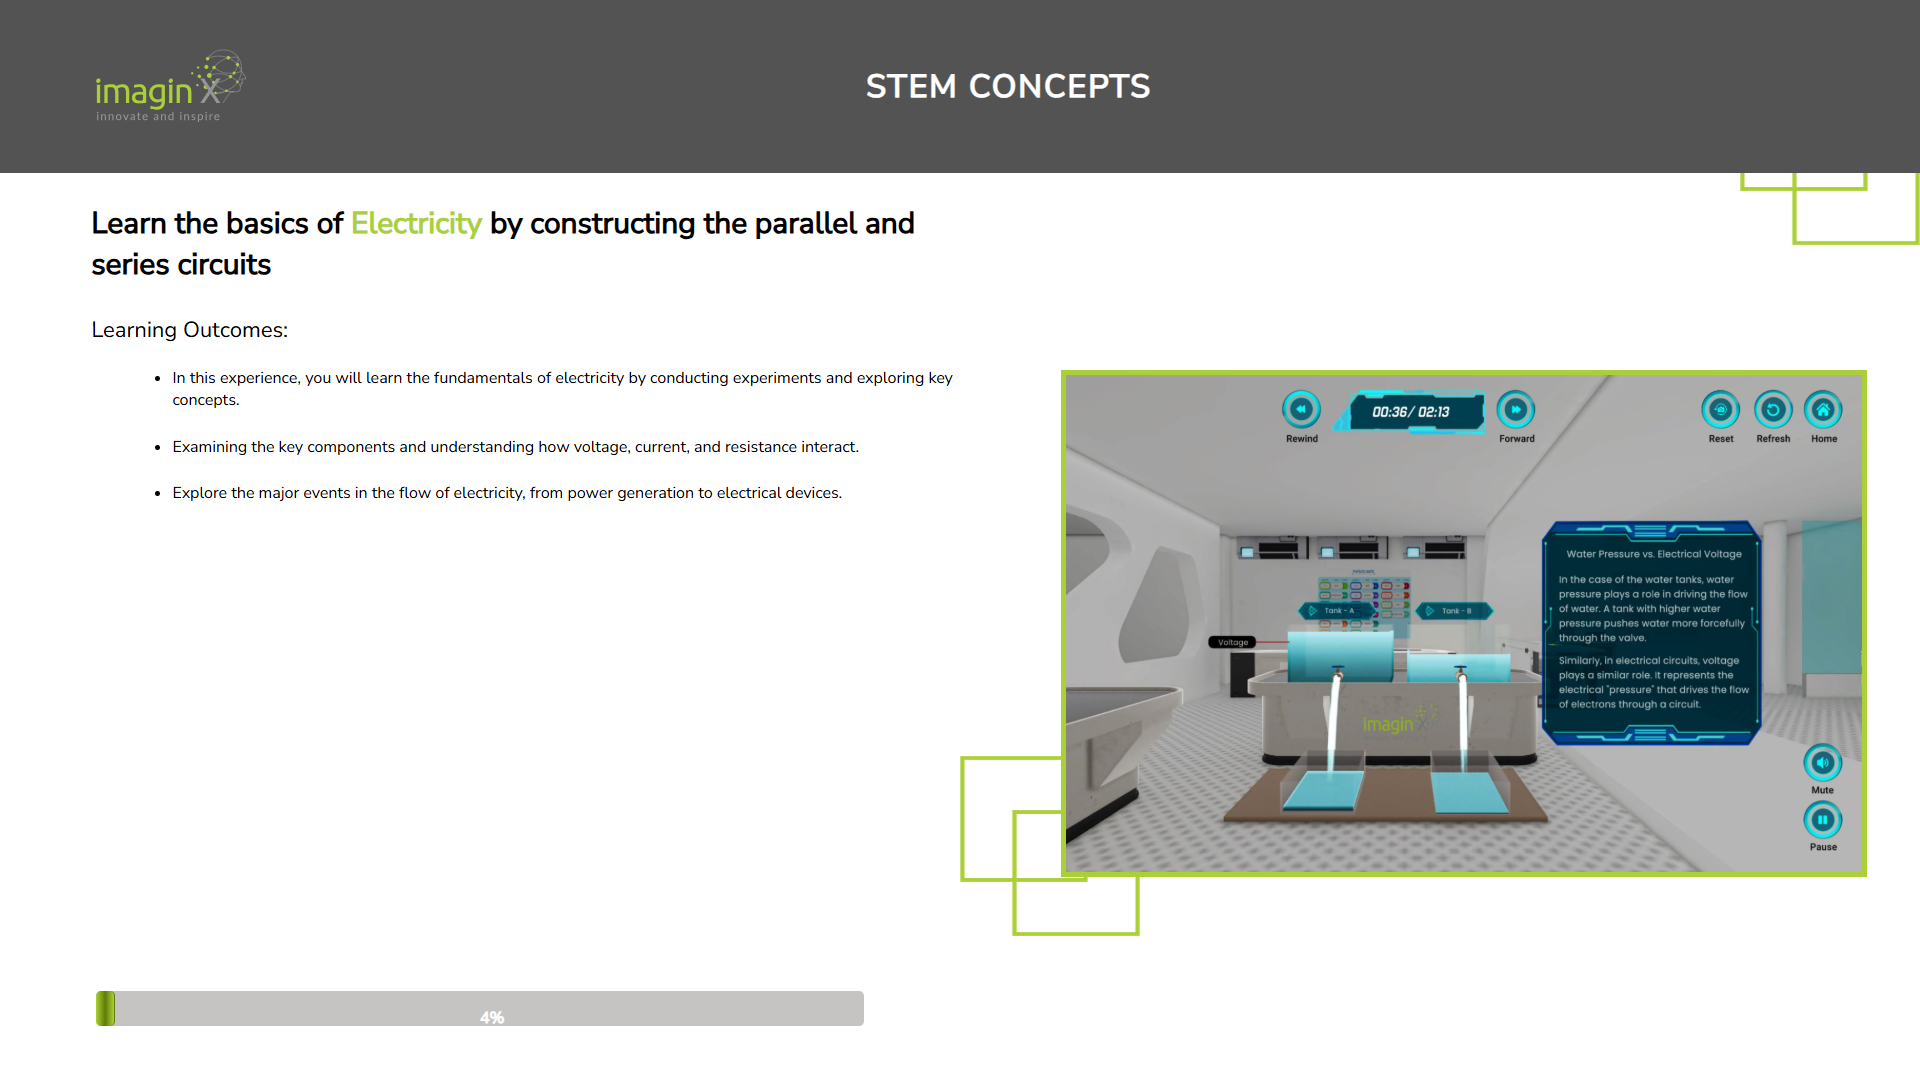 imagin X
innovate and inspire
STEM CONCEPTS
Learn the basics of Electricity by constructing the parallel and
series circuits
Learning Outcomes:
• In this experience, you will learn the fundamentals of electricity by conducting experiments and exploring key
concepts.
• Examining the key components and understanding how voltage, current, and resistance interact.
• Explore the major events in the flow of electricity, from power generation to electrical devices.
00:36/ 02:13
Rewind
Forward
Reset
Refresh
Home
Water Pressure vs. Electrical Voltage
In the case of the water tanks, water
pressure plays a role in driving the flow
of water. A tank with higher water
pressure pushes water more forcefully
through the valve.
Similarly, in electrical circuits, voltage
plays a similar role. It represents the
electrical "pressure" that drives the flow
of electrons through a circuit.
Tank - A
Tank - B
Voltage
imagin X
Mute
Pause
4%